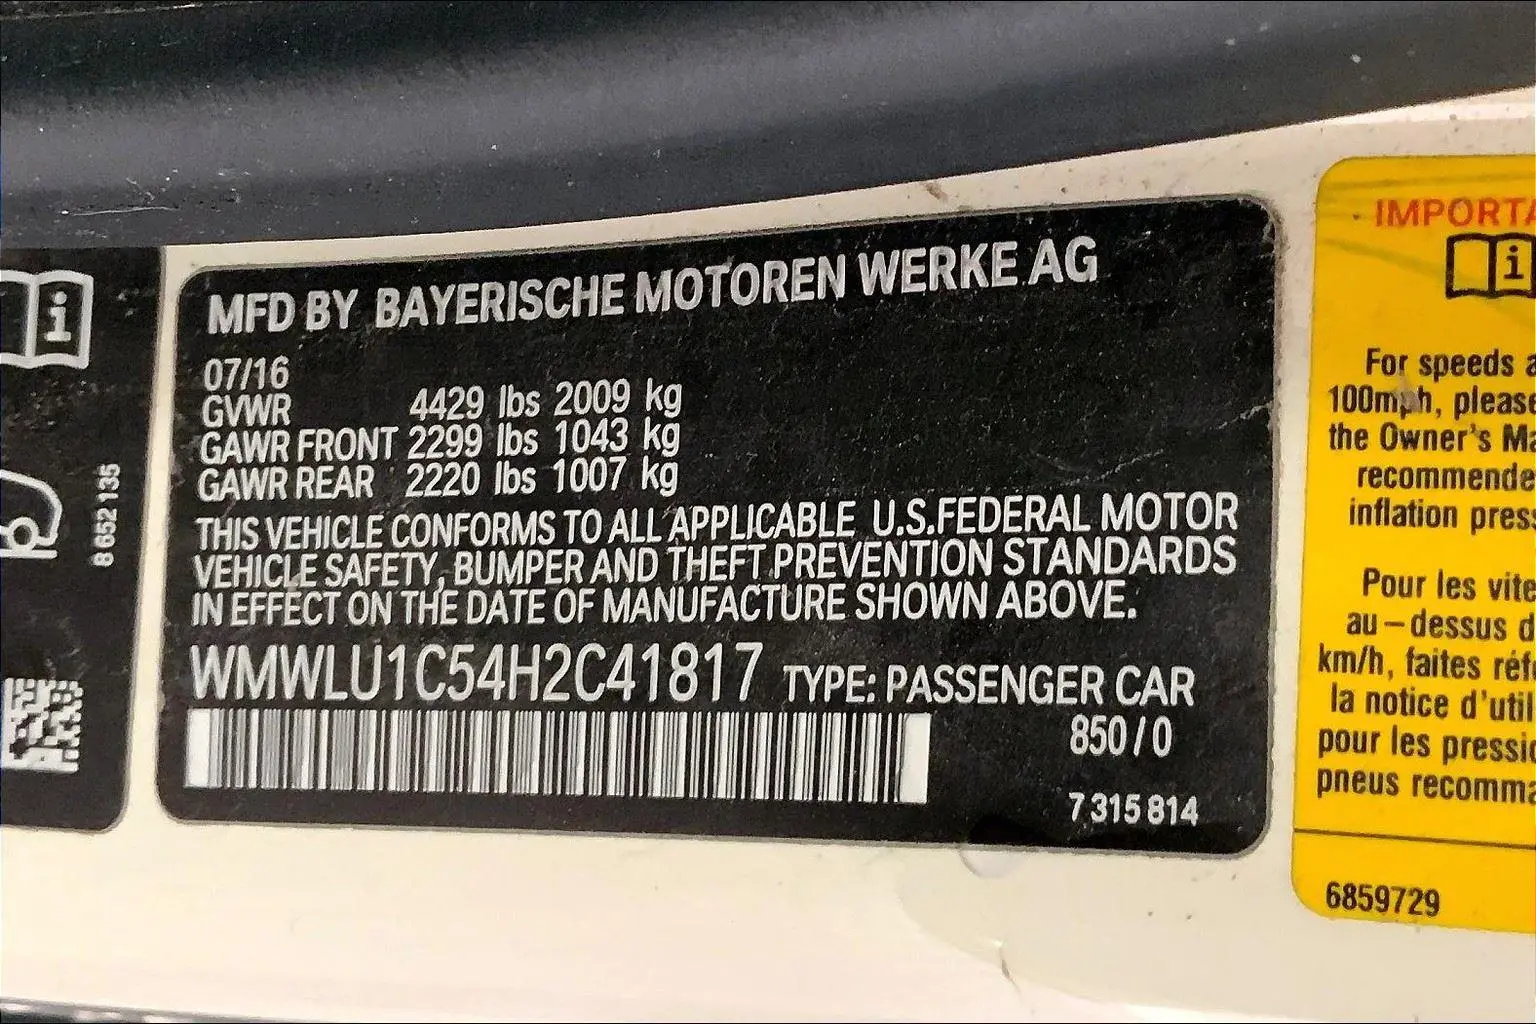 8 652 135
MFD BY BAYERISCHE MOTOREN WERKE AG
07/16
GVWR 4429 lbs 2009 kg
GAWR FRONT 2299 lbs 1043 kg
GAWR REAR 2220 lbs 1007 kg
THIS VEHICLE CONFORMS TO ALL APPLICABLE U.S.FEDERAL MOTOR
VEHICLE SAFETY, BUMPER AND THEFT PREVENTION STANDARDS
IN EFFECT ON THE DATE OF MANUFACTURE SHOWN ABOVE.
WMWLU1C54H2C41817 TYPE: PASSENGER CAR
850/0
7 315 814
IMPORTA
For speeds a
100mph, please
the Owner's Ma
recommende
inflation press
Pour les vite
au-dessus d
km/h, faites réf
la notice d'util
pour les pressio
pneus recomma
6859729